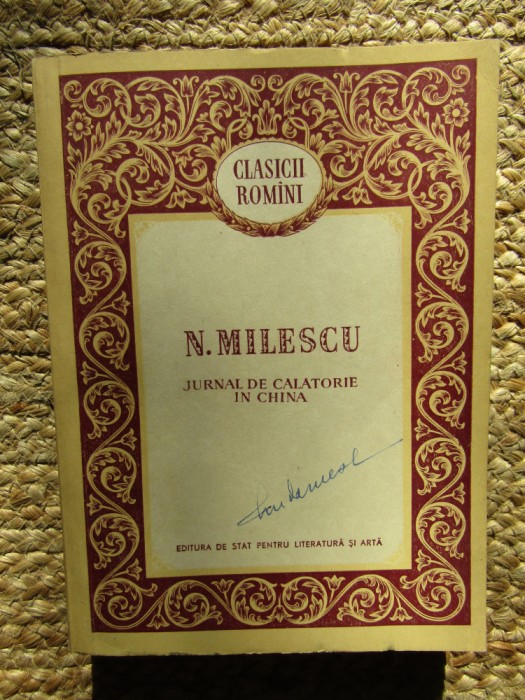 CLASICII
ROMÎNI
N. MILESCU
JURNAL DE CALATORIE
IN CHINA
EDITURA DE STAT PENTRU LITERATURĂ ȘI ARTĂ